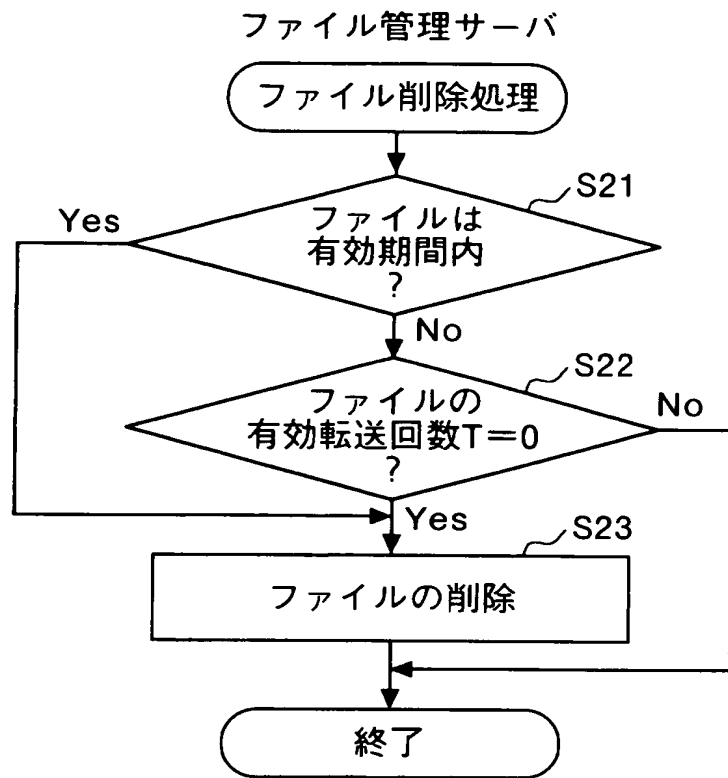 ファイル管理サーバ
ファイル削除処理
S21
Yes
ファイルは
有効期間内
?
No
S22
ファイルの
No
有効転送回数T=0
?
Yes
S23
ファイルの削除
終了